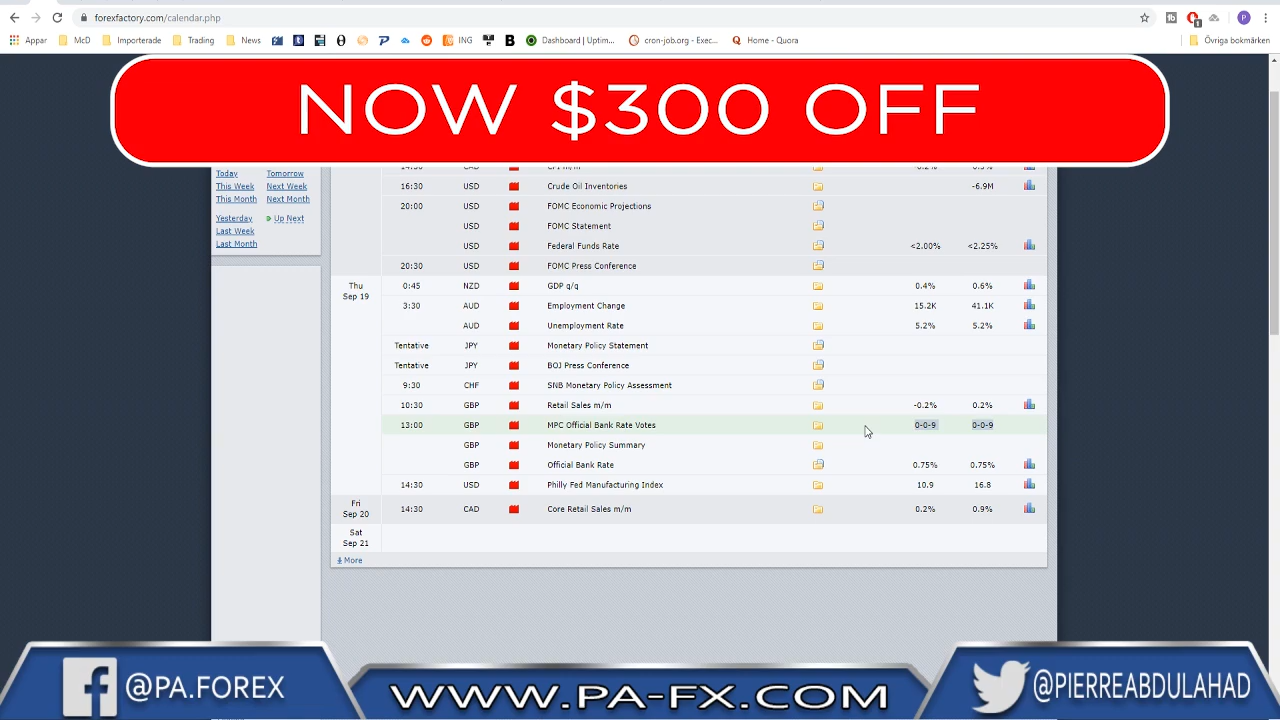 forexfactory.com/calendar.php
Appar McD Importerade Trading News ING Dashboard | Uptim... cron-job.org - Exec... Home - Quora Övriga bokmärken
NOW $300 OFF
Today Tomorrow
This Week Next Week
This Month Next Month
Yesterday Up Next
Last Week
Last Month
16:30 USD Crude Oil Inventories -6.9M
20:00 USD FOMC Economic Projections
USD FOMC Statement
USD Federal Funds Rate <2.00% <2.25%
20:30 USD FOMC Press Conference
Thu Sep 19 0:45 NZD GDP q/q 0.4% 0.6%
3:30 AUD Employment Change 15.2K 41.1K
AUD Unemployment Rate 5.2% 5.2%
Tentative JPY Monetary Policy Statement
Tentative JPY BOJ Press Conference
9:30 CHF SNB Monetary Policy Assessment
10:30 GBP Retail Sales m/m -0.2% 0.2%
13:00 GBP MPC Official Bank Rate Votes 0-0-9 0-0-9
GBP Monetary Policy Summary
GBP Official Bank Rate 0.75% 0.75%
14:30 USD Philly Fed Manufacturing Index 10.9 16.8
Fri Sep 20 14:30 CAD Core Retail Sales m/m 0.2% 0.9%
Sat Sep 21
More
@PA.FOREX
WWW.PA-FX.COM
@PIERREABDULAHAD